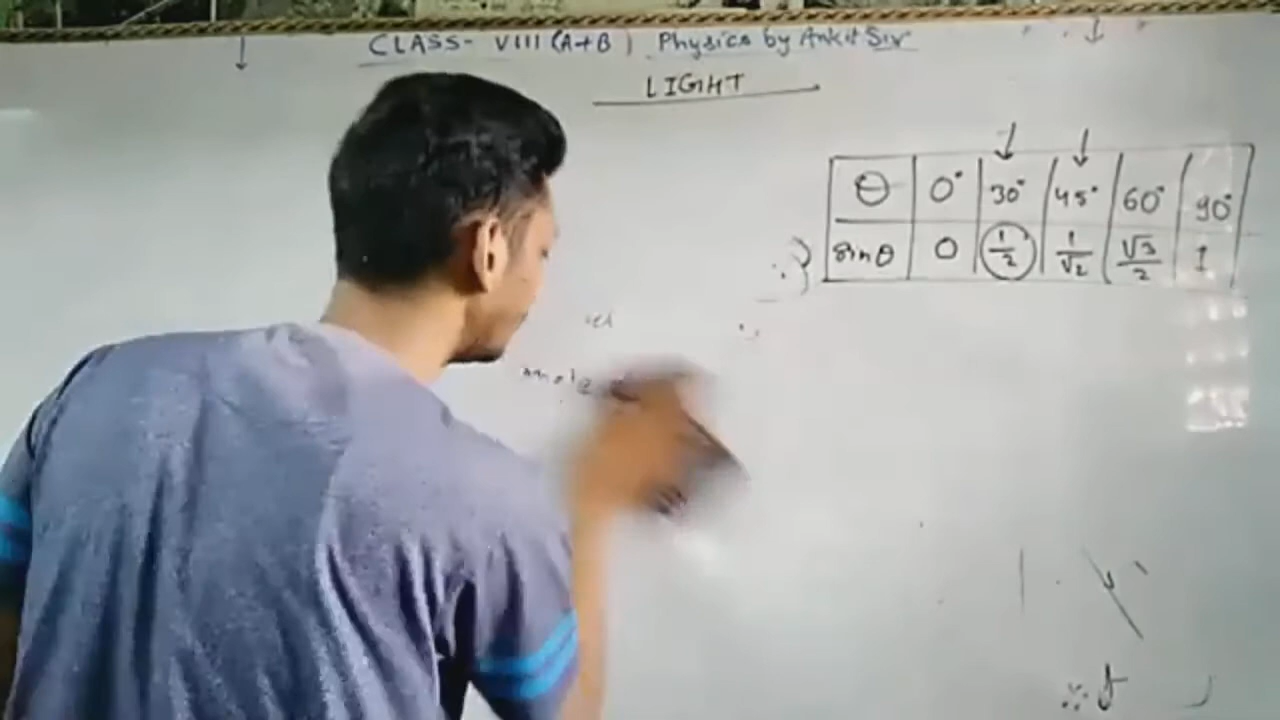 CLASS- VIII (A+B) Physics by Ankit Sir
LIGHT
θ 0° 30° 45° 60° 90°
sinθ 0 1/2 1/√2 √3/2 1